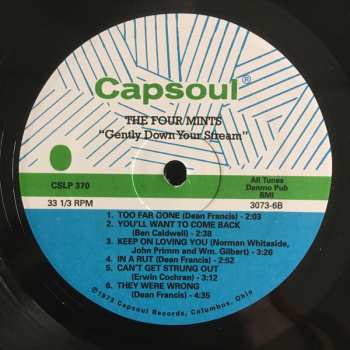 Capsoul®
THE FOUR MINTS
"Gently Down Your Stream"
CSLP 370
All Tunes
Danmo Pub
BMI
33 1/3 RPM
3073-6B
1. TOO FAR GONE (Dean Francis) - 2:03
2. YOU'LL WANT TO COME BACK
(Ben Caldwell) - 2:38
3. KEEP ON LOVING YOU (Norman Whiteside,
John Primm and Wm. Gilbert) - 3:26
4. IN A RUT (Dean Francis) - 2:52
5. CAN'T GET STRUNG OUT
(Erwin Cochran) - 3:12
6. THEY WERE WRONG
(Dean Francis) - 4:35
©1973 Capsoul Records, Columbus, Ohio